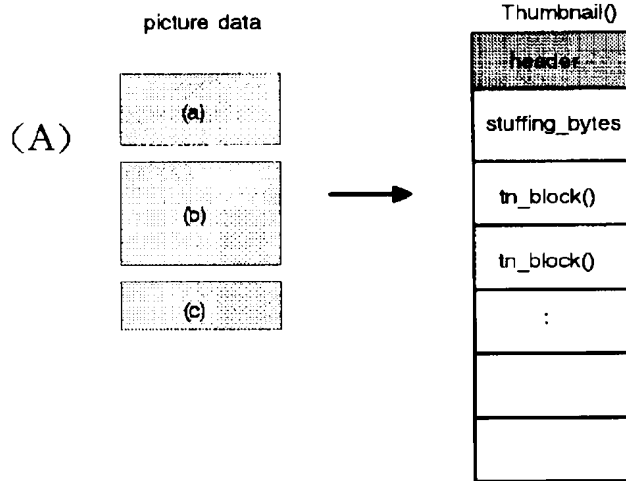 picture data
Thumbnail()
(A)
(a)
(b)
(c)
header
stuffing_bytes
tn_block()
tn_block()
: